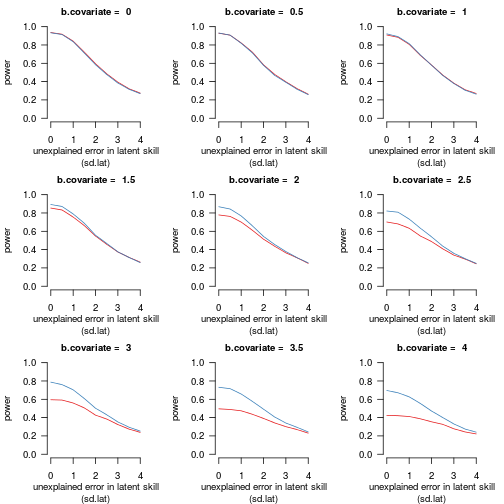 b.covariate = 0
power
1.0
0.8
0.6
0.4
0.2
0.0
0 1 2 3 4
unexplained error in latent skill
(sd.lat)
b.covariate = 0.5
power
1.0
0.8
0.6
0.4
0.2
0.0
0 1 2 3 4
unexplained error in latent skill
(sd.lat)
b.covariate = 1
power
1.0
0.8
0.6
0.4
0.2
0.0
0 1 2 3 4
unexplained error in latent skill
(sd.lat)
b.covariate = 1.5
power
1.0
0.8
0.6
0.4
0.2
0.0
0 1 2 3 4
unexplained error in latent skill
(sd.lat)
b.covariate = 2
power
1.0
0.8
0.6
0.4
0.2
0.0
0 1 2 3 4
unexplained error in latent skill
(sd.lat)
b.covariate = 2.5
power
1.0
0.8
0.6
0.4
0.2
0.0
0 1 2 3 4
unexplained error in latent skill
(sd.lat)
b.covariate = 3
power
1.0
0.8
0.6
0.4
0.2
0.0
0 1 2 3 4
unexplained error in latent skill
(sd.lat)
b.covariate = 3.5
power
1.0
0.8
0.6
0.4
0.2
0.0
0 1 2 3 4
unexplained error in latent skill
(sd.lat)
b.covariate = 4
power
1.0
0.8
0.6
0.4
0.2
0.0
0 1 2 3 4
unexplained error in latent skill
(sd.lat)